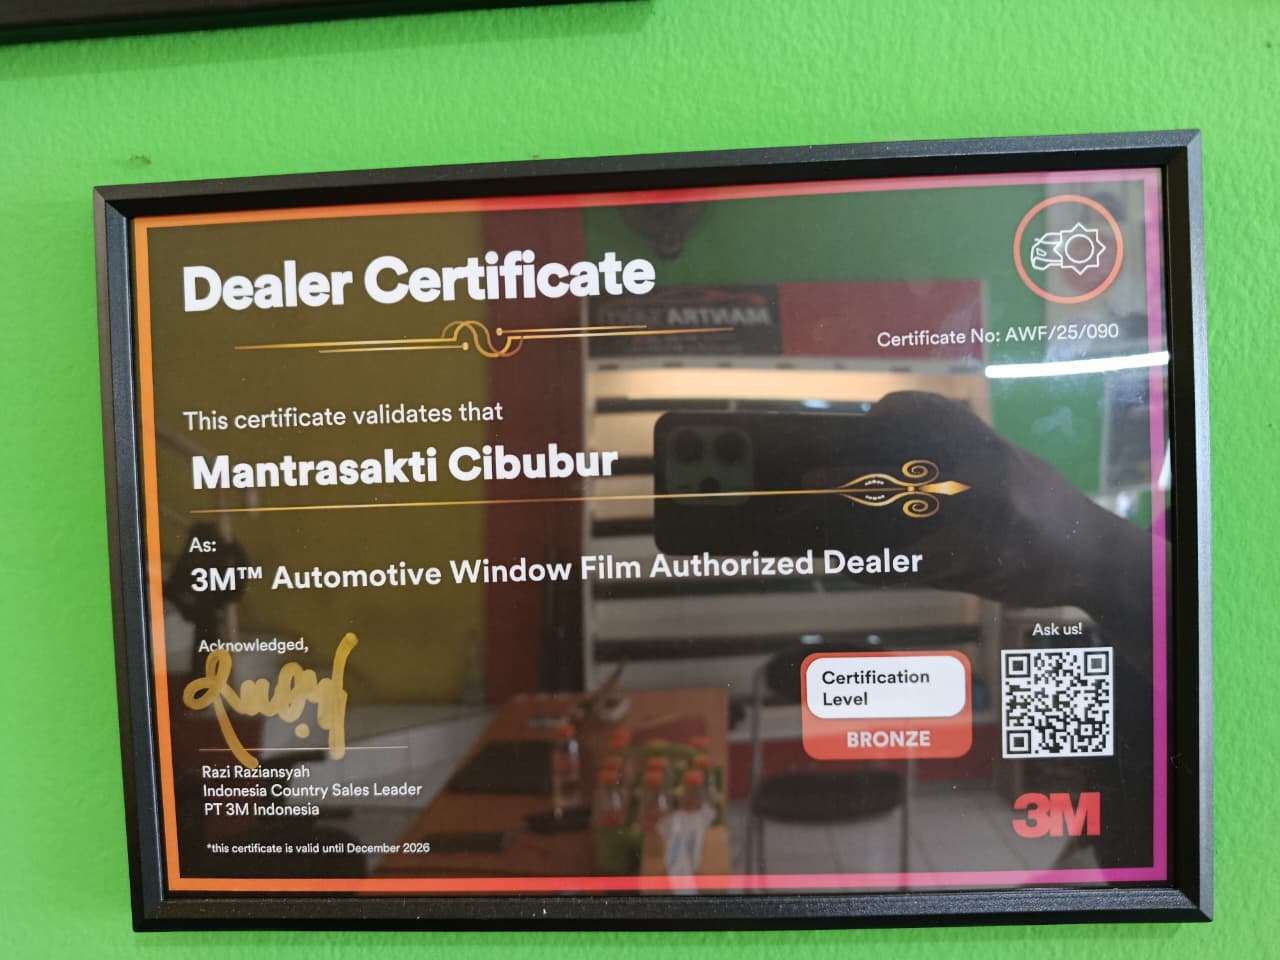 Dealer Certificate
Certificate No: AWF/25/090
This certificate validates that
Mantrasakti Cibubur
As:
3M™ Automotive Window Film Authorized Dealer
Acknowledged,
Razi Raziansyah
Indonesia Country Sales Leader
PT 3M Indonesia
*this certificate is valid until December 2026
Certification
Level
BRONZE
Ask us!
3M
MANTRA